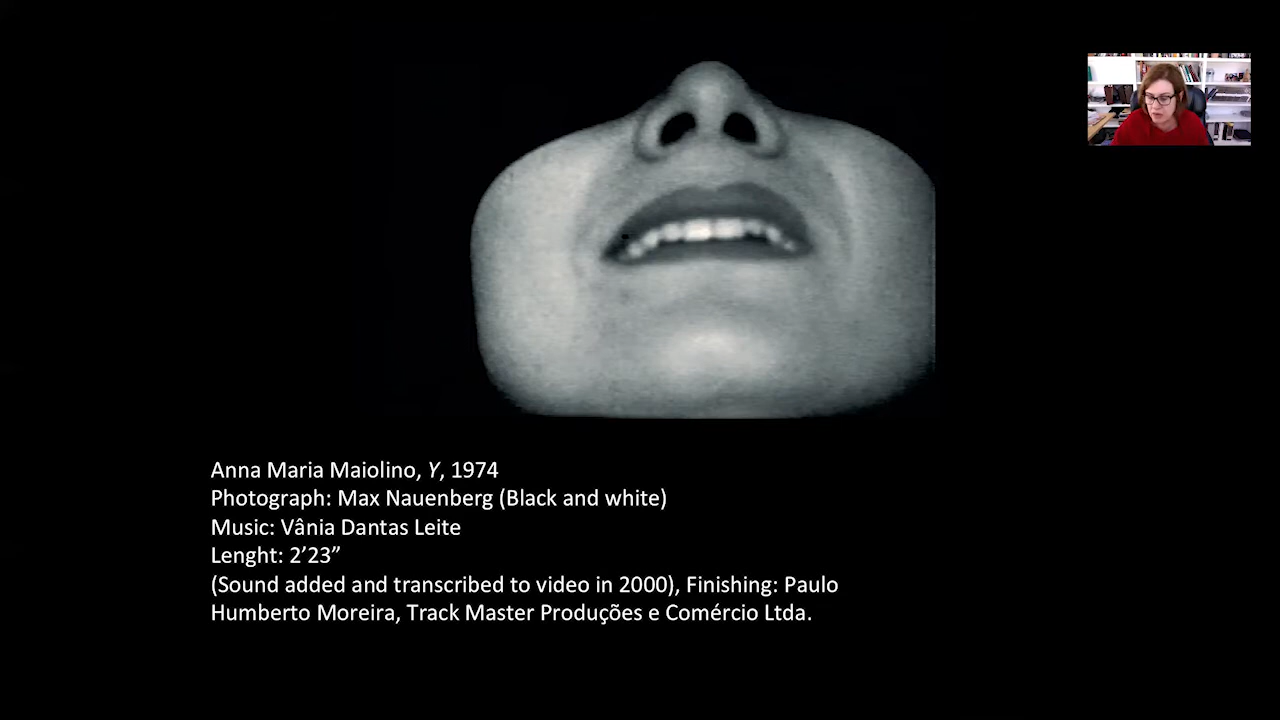 Anna Maria Maiolino, Y, 1974
Photograph: Max Nauenberg (Black and white)
Music: Vânia Dantas Leite
Lenght: 2’23”
(Sound added and transcribed to video in 2000), Finishing: Paulo
Humberto Moreira, Track Master Produções e Comércio Ltda.